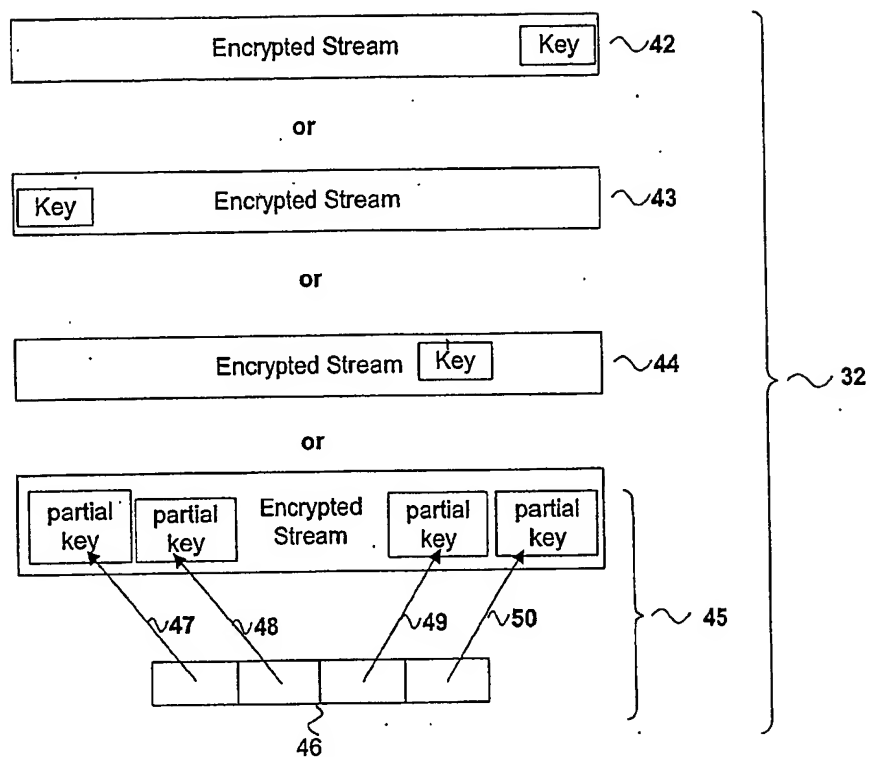 Encrypted Stream
Key
42
or
Key
Encrypted Stream
43
or
Encrypted Stream
Key
44
32
or
partial
key
partial
key
Encrypted
Stream
partial
key
partial
key
47
48
49
50
45
46